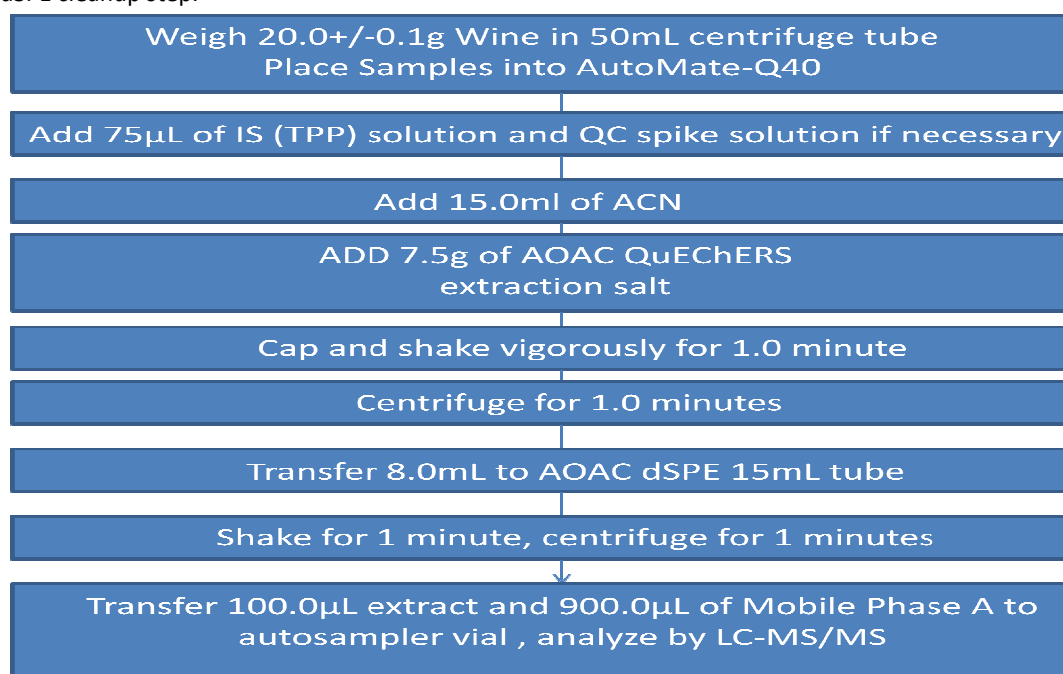 cleanup step.
Weigh 20.0+/-0.1g Wine in 50mL centrifuge tube
Place Samples into AutoMate-Q40
Add 75µL of IS (TPP) solution and QC spike solution if necessary
Add 15.0ml of ACN
ADD 7.5g of AOAC QuEChERS
extraction salt
Cap and shake vigorously for 1.0 minute
Centrifuge for 1.0 minutes
Transfer 8.0mL to AOAC dSPE 15mL tube
Shake for 1 minute, centrifuge for 1 minutes
Transfer 100.0µL extract and 900.0µL of Mobile Phase A to
autosampler vial , analyze by LC-MS/MS